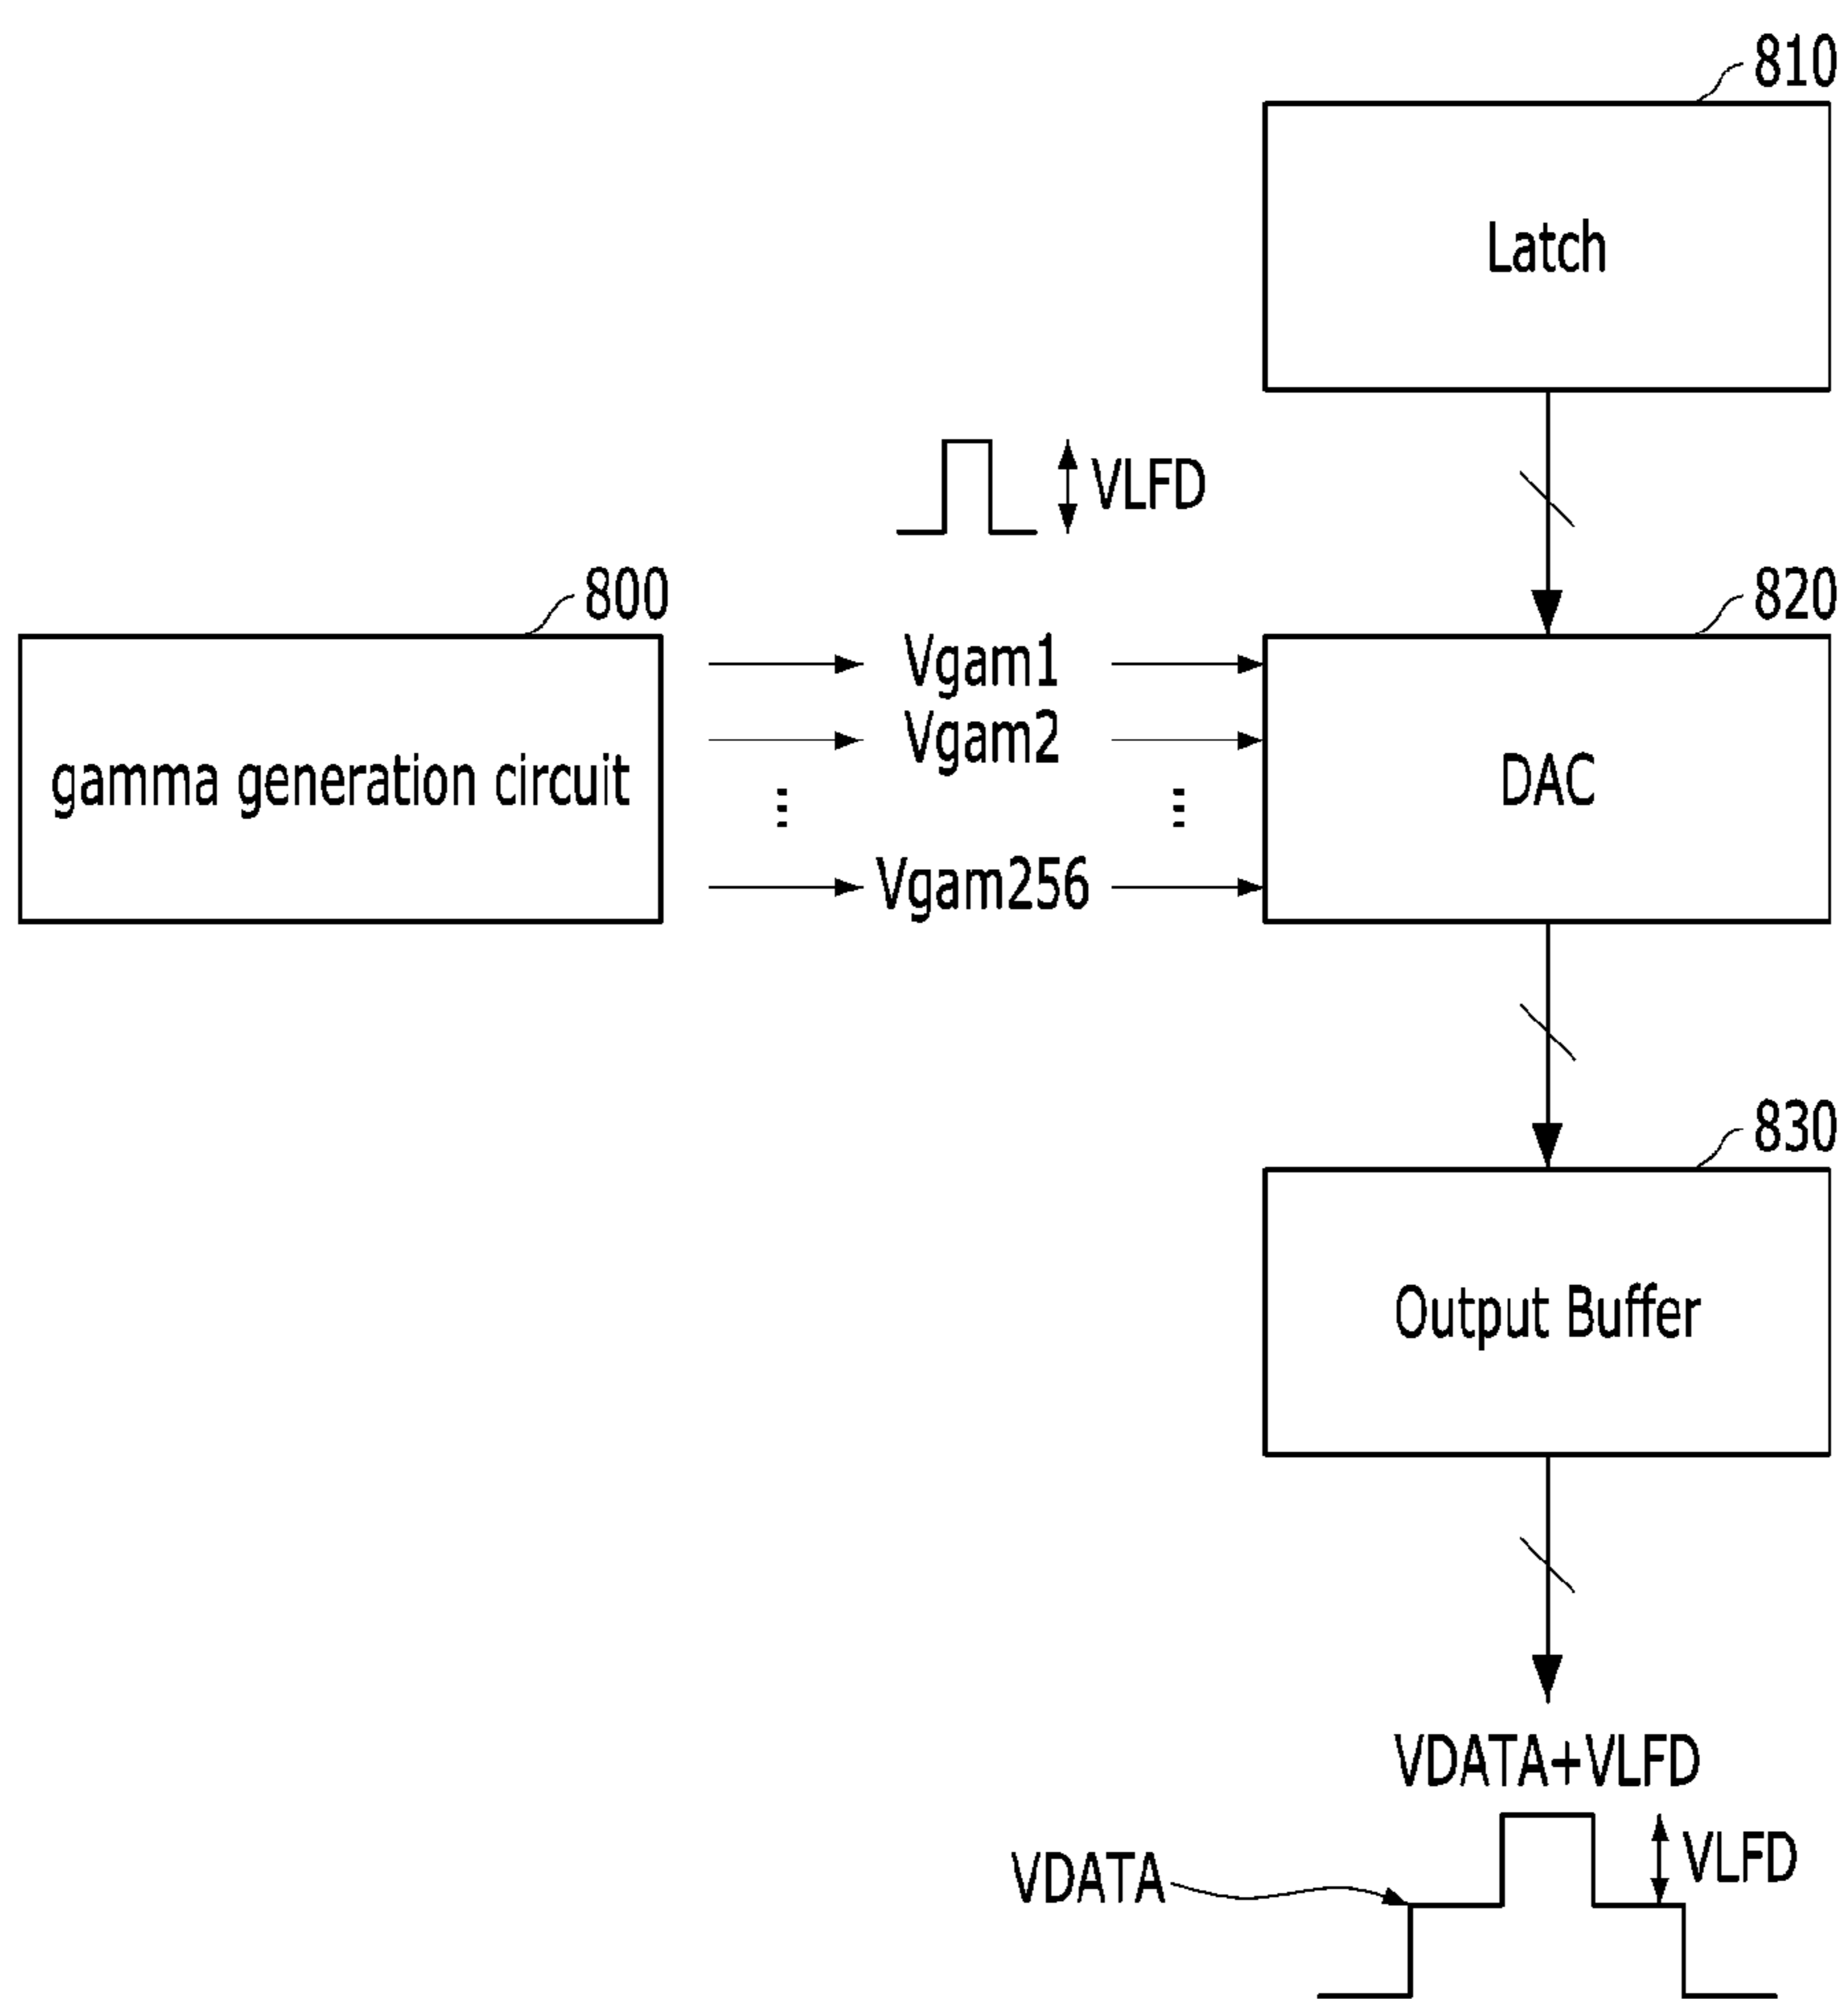 810
Latch
VLFD
800
820
gamma generation circuit
Vgam1
Vgam2
Vgam256
DAC
830
Output Buffer
VDATA+VLFD
VDATA
VLFD